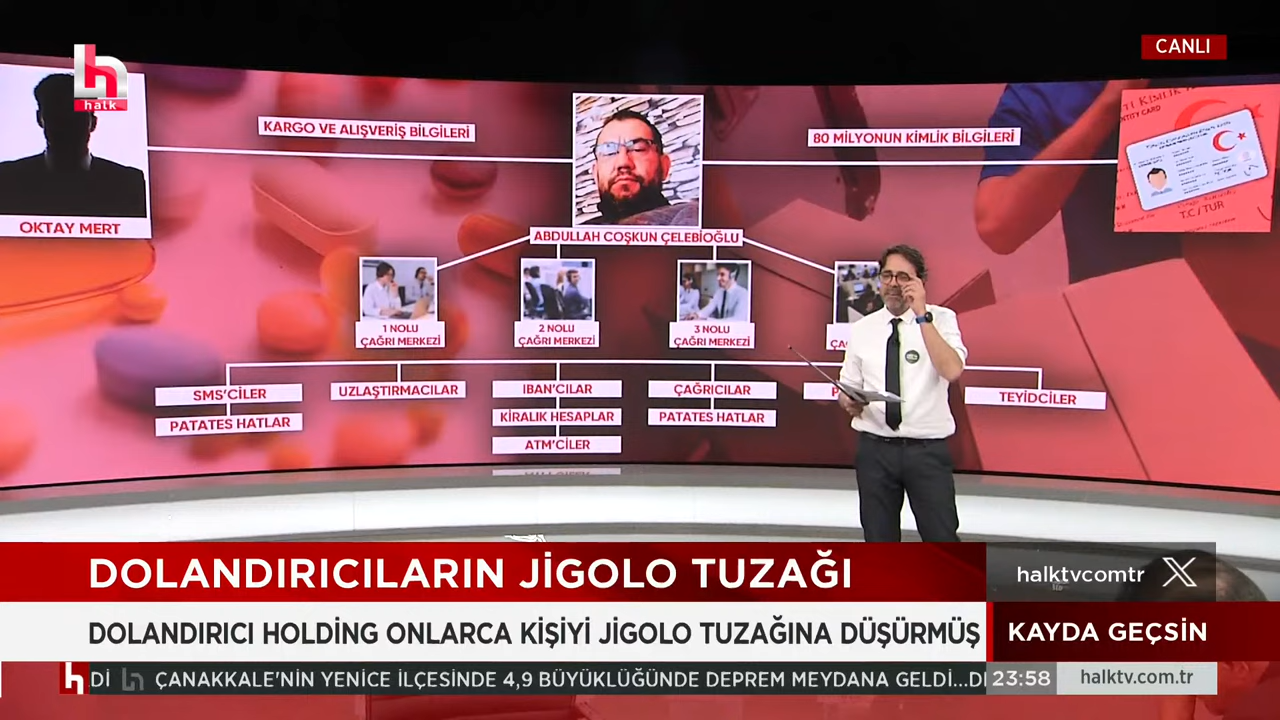 CANLI
h
halk
KARGO VE ALIŞVERİŞ BİLGİLERİ
80 MİLYONUN KİMLİK BİLGİLERİ
IDENTITY CARD
T.C/TUR
OKTAY MERT
ABDULLAH COŞKUN ÇELEBİOĞLU
1 NOLU
ÇAĞRI MERKEZİ
2 NOLU
ÇAĞRI MERKEZİ
3 NOLU
ÇAĞRI MERKEZİ
SMS'CİLER
UZLAŞTIRMACILAR
IBAN'CILAR
ÇAĞRICILAR
TEYİDCİLER
PATATES HATLAR
KİRALIK HESAPLAR
PATATES HATLAR
ATM'CİLER
DOLANDIRICILARIN JİGOLO TUZAĞI
halktvcomtr X
DOLANDIRICI HOLDİNG ONLARCA KİŞİYİ JİGOLO TUZAĞINA DÜŞÜRMÜŞ
KAYDA GEÇSİN
h Dİ h ÇANAKKALE'NİN YENİCE İLÇESİNDE 4,9 BÜYÜKLÜĞÜNDE DEPREM MEYDANA GELDİ...
23:58
halktv.com.tr